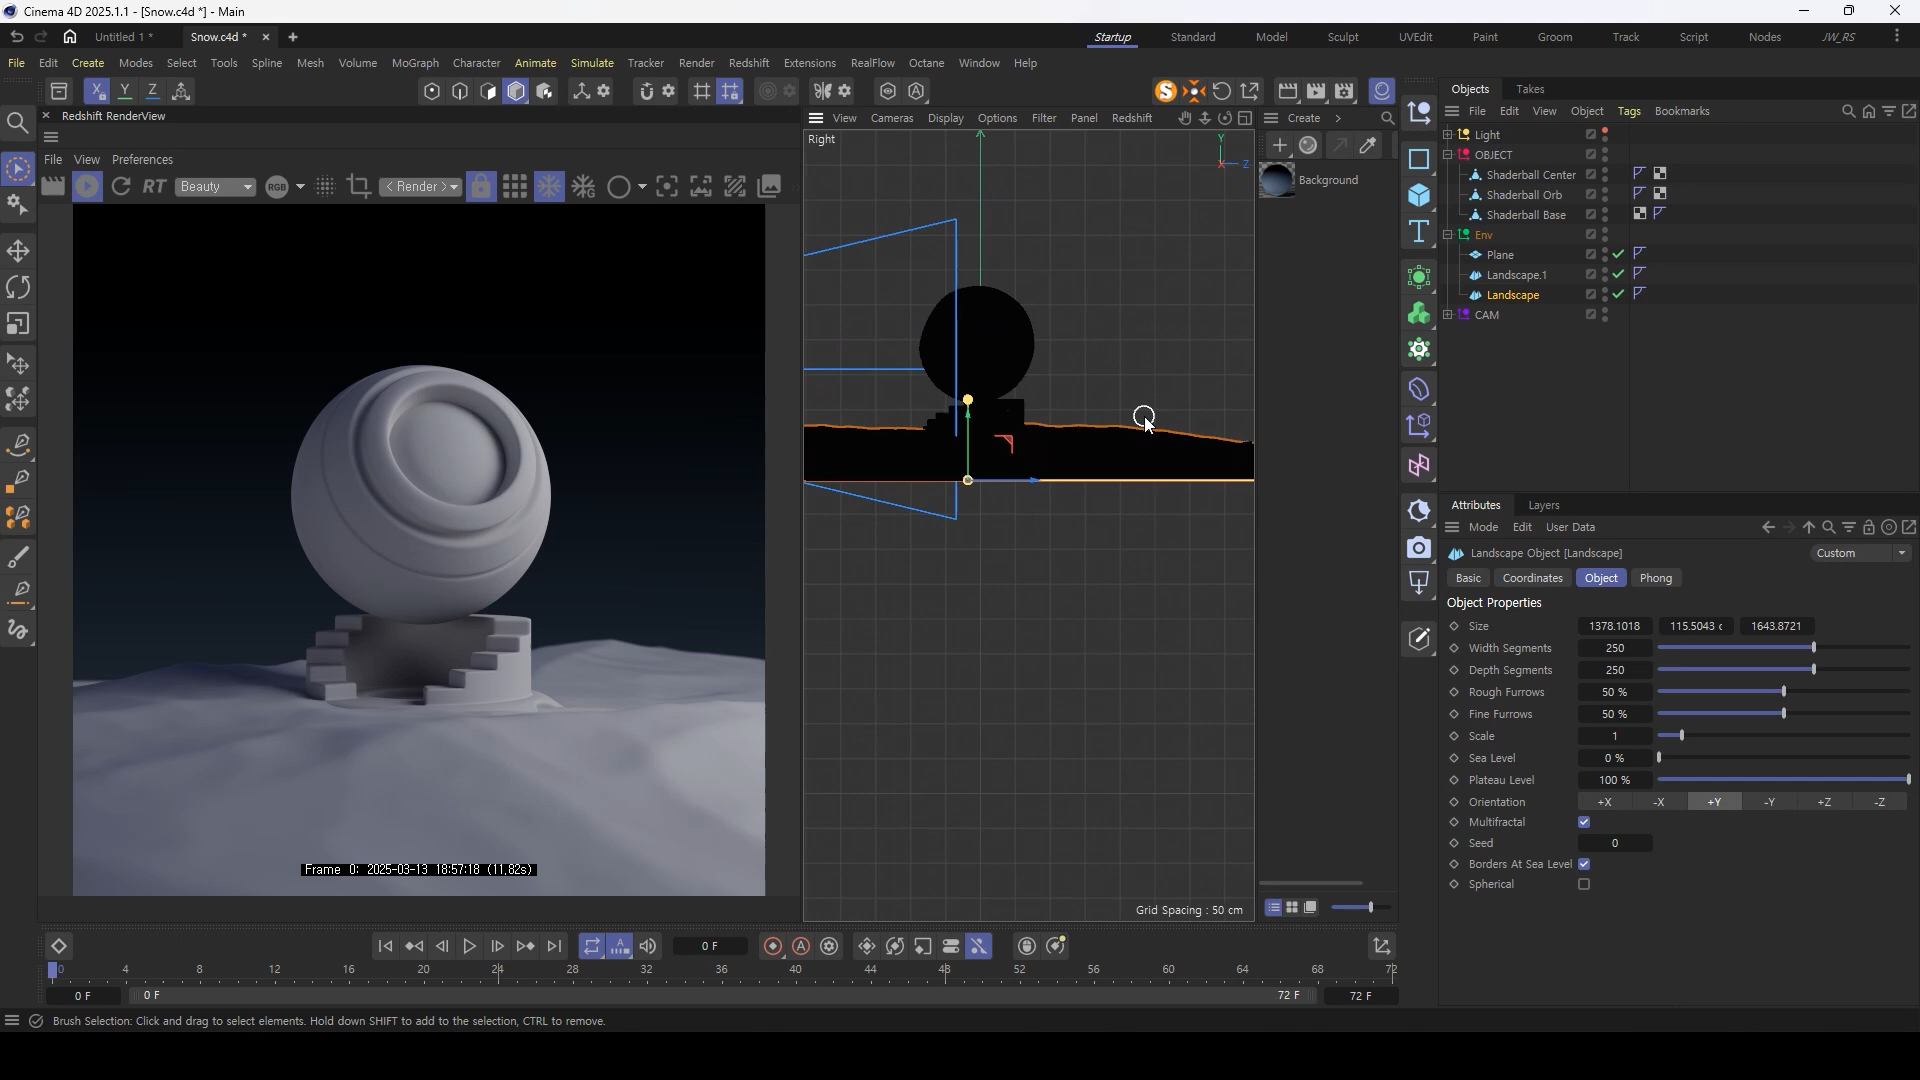 Cinema 4D 2025.1.1 - [Snow.c4d *] - Main
Untitled 1 *
Snow.c4d *
Startup
Standard
Model
Sculpt
UVEdit
Paint
Groom
Track
Script
Nodes
JW_RS
File Edit Create Modes Select Tools Spline Mesh Volume MoGraph Character Animate Simulate Tracker Render Redshift Extensions RealFlow Octane Window Help
X Y Z
Redshift RenderView
File View Preferences
RT Beauty RGB < Render >
Frame 0: 2025-03-13 18:57:18 (11,82s)
View Cameras Display Options Filter Panel Redshift
Right
Y
X Z
Grid Spacing : 50 cm
Create
Background
Objects Takes
File Edit View Object Tags Bookmarks
Light
OBJECT
Shaderball Center
Shaderball Orb
Shaderball Base
Env
Plane
Landscape.1
Landscape
CAM
Attributes Layers
Mode Edit User Data
Landscape Object [Landscape]
Custom
Basic Coordinates Object Phong
Object Properties
Size 1378.1018 115.5043 c 1643.8721
Width Segments 250
Depth Segments 250
Rough Furrows 50 %
Fine Furrows 50 %
Scale 1
Sea Level 0 %
Plateau Level 100 %
Orientation +X -X +Y -Y +Z -Z
Multifractal
Seed 0
Borders At Sea Level
Spherical
0 F
0 4 8 12 16 20 24 28 32 36 40 44 48 52 56 60 64 68 72
0 F 0 F 72 F 72 F
Brush Selection: Click and drag to select elements. Hold down SHIFT to add to the selection, CTRL to remove.